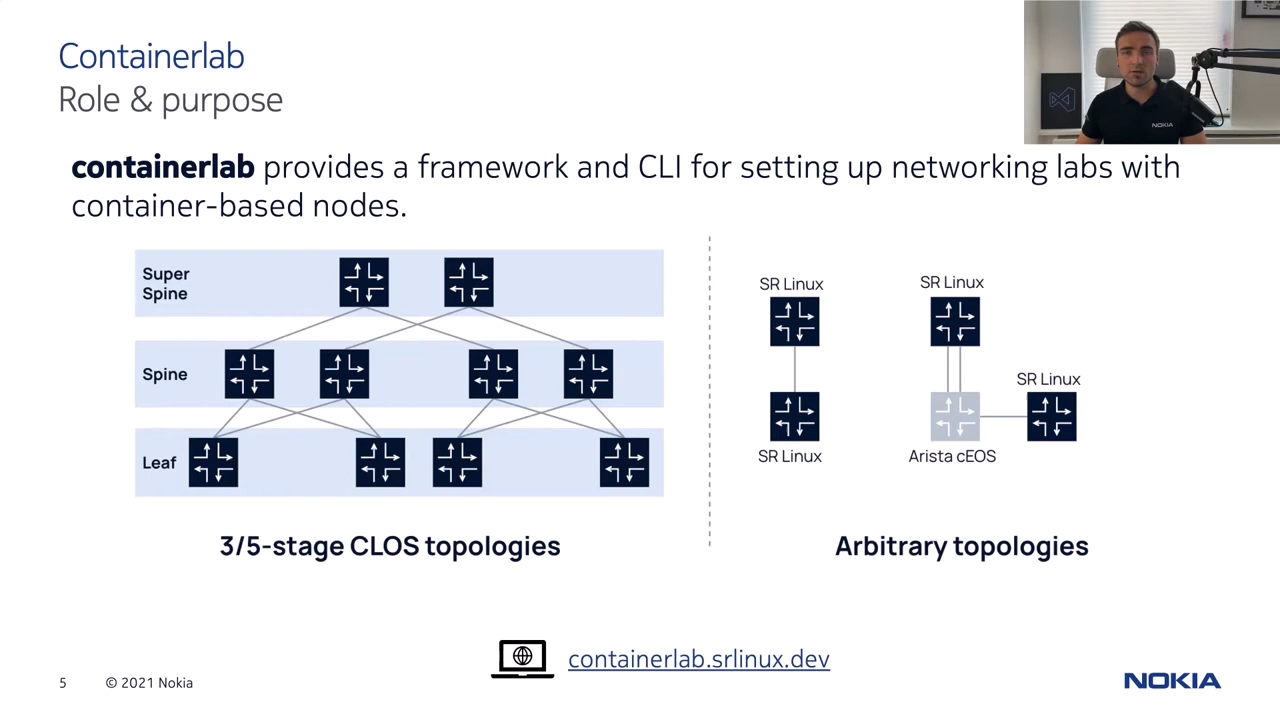 Containerlab
Role & purpose
NOKIA
containerlab provides a framework and CLI for setting up networking labs with
container-based nodes.
Super
Spine
Spine
Leaf
3/5-stage CLOS topologies
SR Linux
SR Linux
SR Linux
SR Linux
Arista cEOS
Arbitrary topologies
containerlab.srlinux.dev
5
© 2021 Nokia
NOKIA